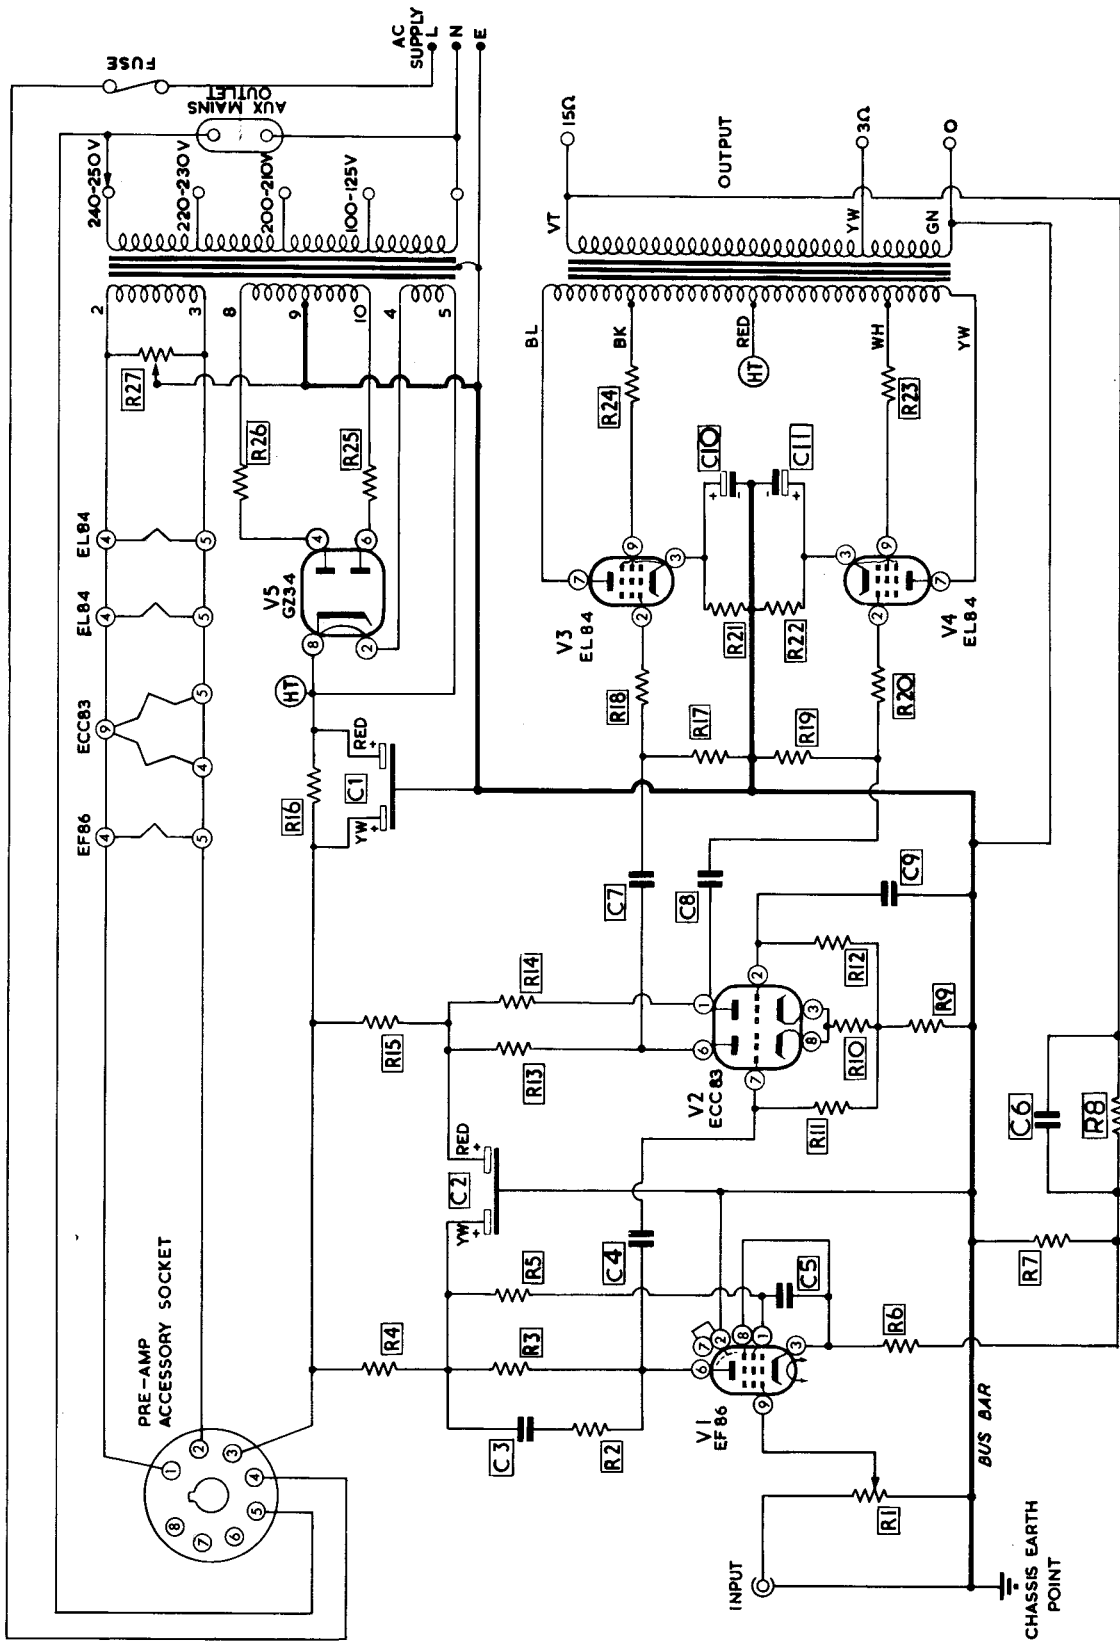 PRE-AMP
ACCESSORY SOCKET
1
2
3
4
5
6
7
8
EF86
4
5
ECC83
9
4
5
EL84
4
5
EL84
4
5
R27
2
3
8
9
10
4
5
240-250V
220-230V
200-210V
100-125V
AUX MAINS
OUTLET
FUSE
AC
SUPPLY
L
N
E
R26
R25
V5
GZ34
4
6
8
2
HT
R16
C1
RED
YW
+
+
R4
R15
R3
R5
R13
R14
C2
YW
RED
+
+
C3
R2
C4
C7
C8
V1
EF86
6
7
2
8
1
3
9
C5
R6
V2
ECC83
6
1
7
2
8
3
R11
R10
R12
R9
C9
R17
R19
R18
R20
V3
EL84
7
9
3
2
V4
EL84
3
9
2
7
R21
R22
C10
C11
+
-
-
+
R24
R23
BL
BK
RED
HT
WH
YW
VT
YW
GN
OUTPUT
15Ω
3Ω
0
INPUT
R1
BUS BAR
CHASSIS EARTH
POINT
R7
C6
R8